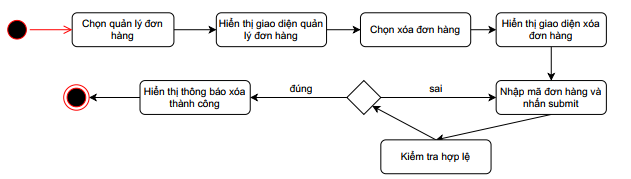 Chọn quản lý đơn
hàng
Hiển thị giao diện quản
lý đơn hàng
Chọn xóa đơn hàng
Hiển thị giao diện xóa
đơn hàng
Hiển thị thông báo xóa
thành công
đúng
sai
Nhập mã đơn hàng và
nhấn submit
Kiểm tra hợp lệ